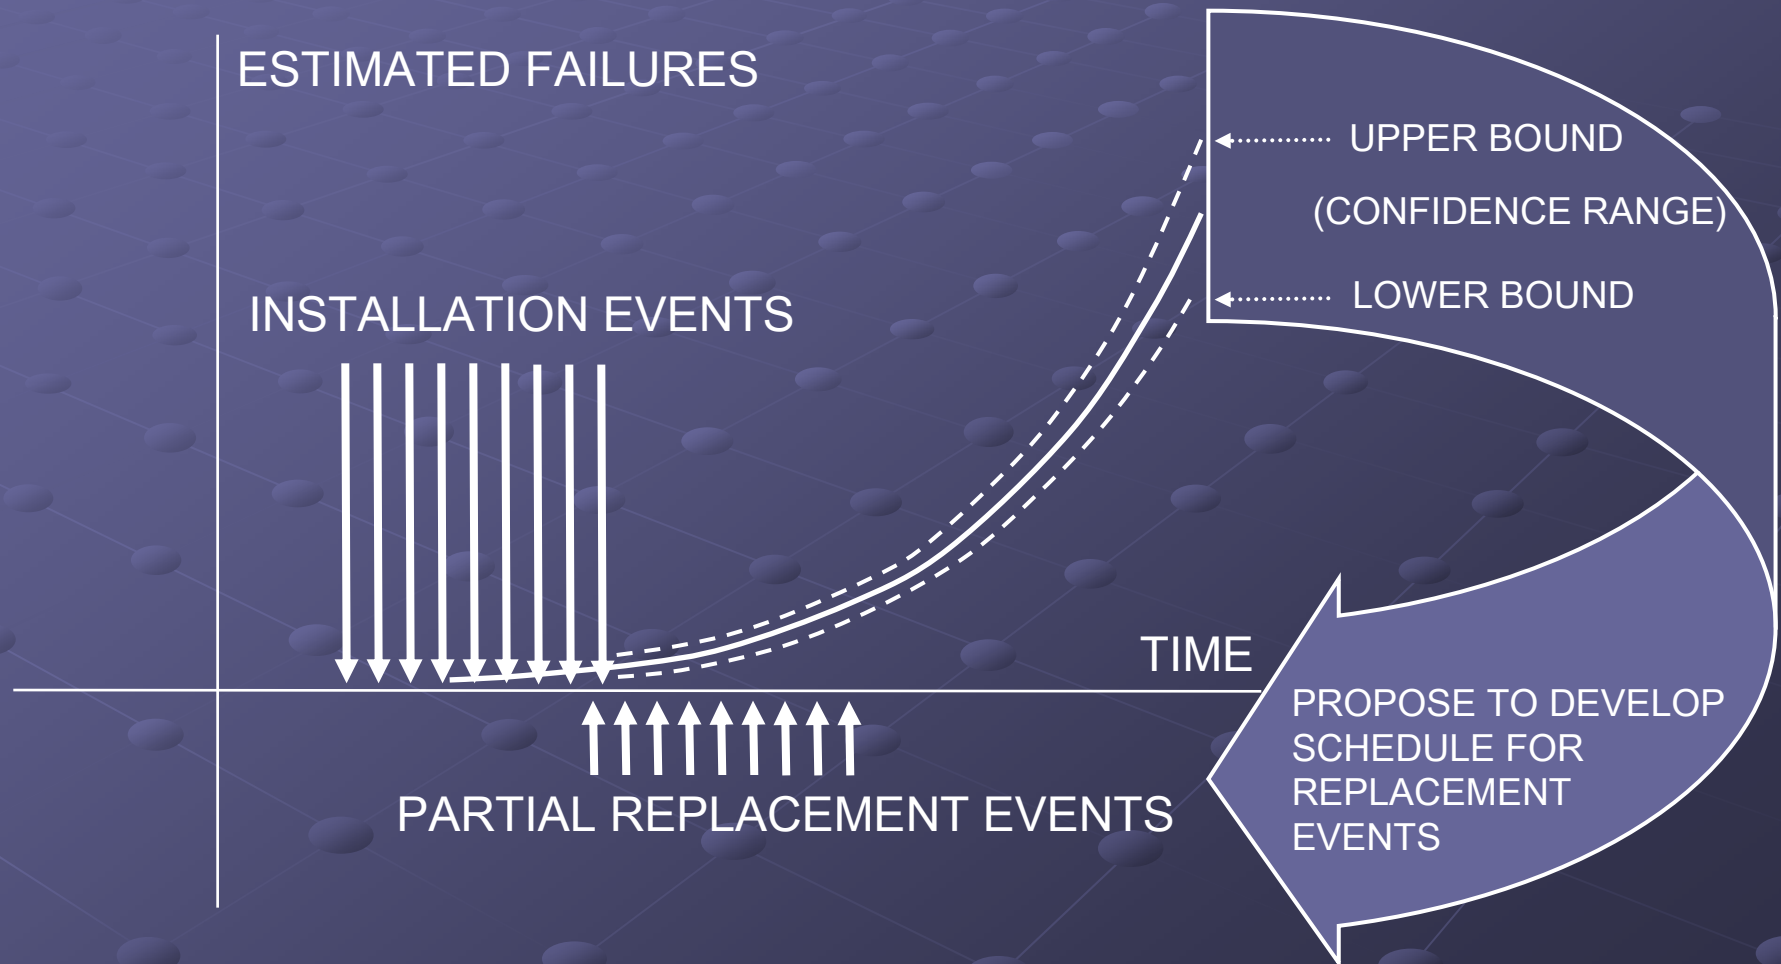 ESTIMATED FAILURES
UPPER BOUND
(CONFIDENCE RANGE)
LOWER BOUND
INSTALLATION EVENTS
TIME
PARTIAL REPLACEMENT EVENTS
PROPOSE TO DEVELOP
SCHEDULE FOR
REPLACEMENT
EVENTS